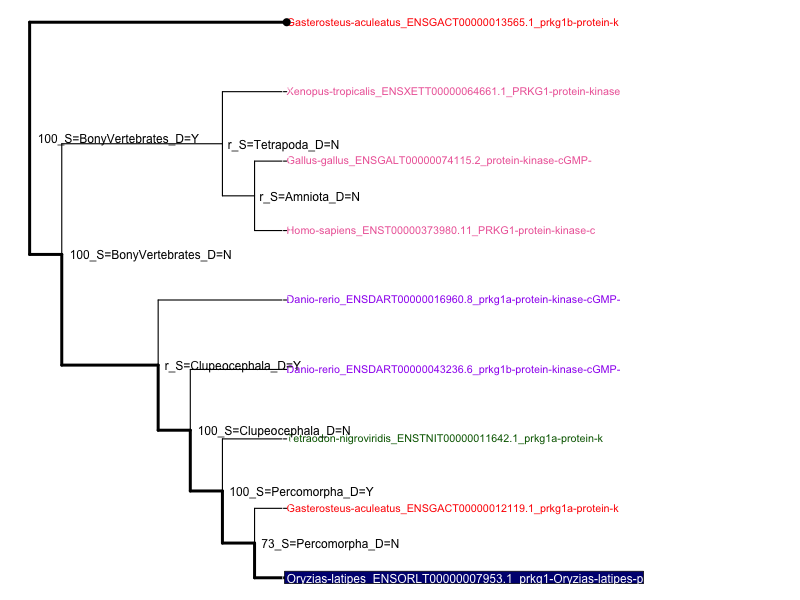 Gasterosteus-aculeatus_ENSGACT00000013565.1_prkg1b-protein-k
Xenopus-tropicalis_ENSXETT00000064661.1_PRKG1-protein-kinase
100_S=BonyVertebrates_D=Y
r_S=Tetrapoda_D=N
Gallus-gallus_ENSGALT00000074115.2_protein-kinase-cGMP-
r_S=Amniota_D=N
Homo-sapiens_ENST00000373980.11_PRKG1-protein-kinase-c
100_S=BonyVertebrates_D=N
Danio-rerio_ENSDART00000016960.8_prkg1a-protein-kinase-cGMP-
r_S=Clupeocephala_D=Y
Danio-rerio_ENSDART00000043236.6_prkg1b-protein-kinase-cGMP-
100_S=Clupeocephala_D=N
Tetraodon-nigroviridis_ENSTNIT00000011642.1_prkg1a-protein-k
100_S=Percomorpha_D=Y
Gasterosteus-aculeatus_ENSGACT00000012119.1_prkg1a-protein-k
73_S=Percomorpha_D=N
Oryzias-latipes_ENSORLT00000007953.1_prkg1-Oryzias-latipes-p